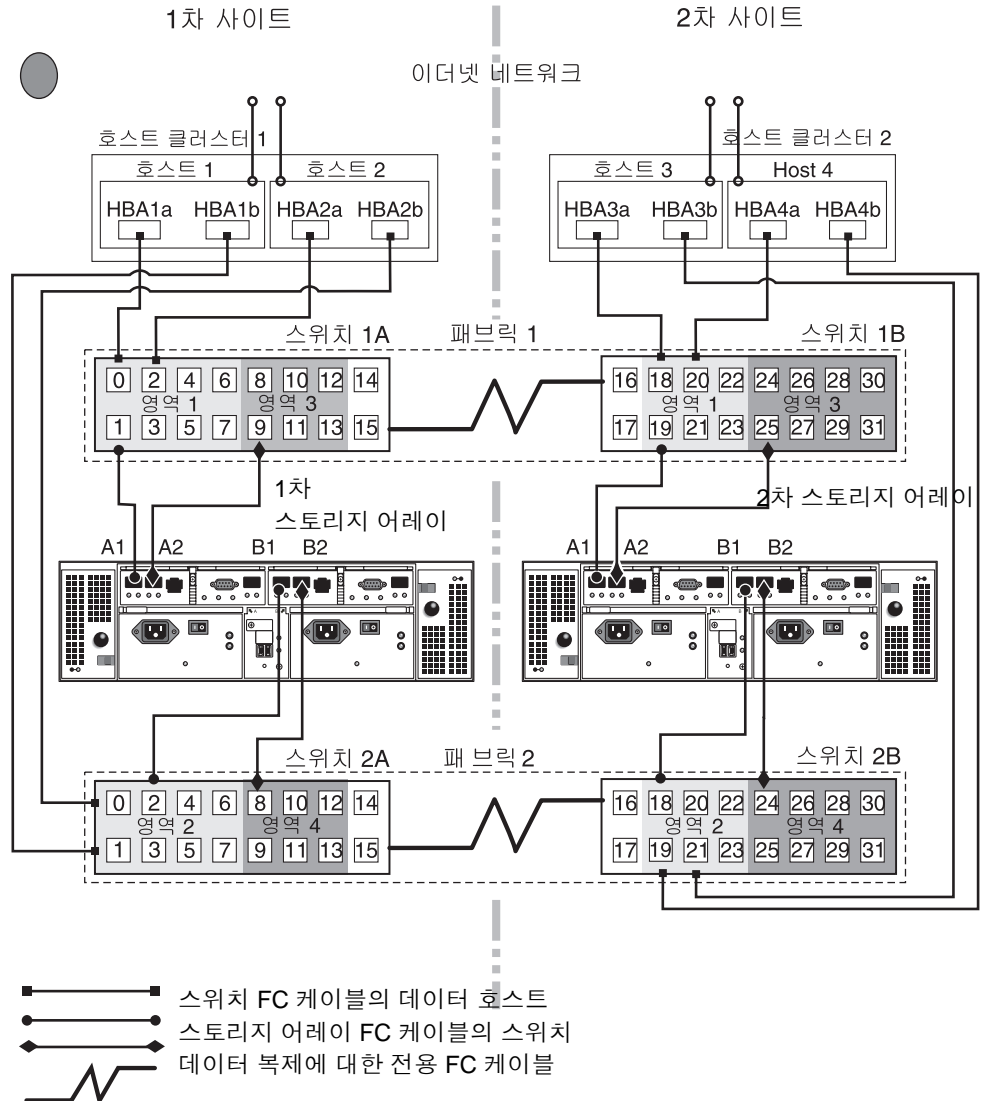 1차 사이트
2차 사이트
이더넷 네트워크
호스트 클러스터 1
호스트 클러스터 2
호스트 1
호스트 2
호스트 3
Host 4
HBA1a HBA1b HBA2a HBA2b
HBA3a HBA3b HBA4a HBA4b
스위치 1A
패브릭 1
스위치 1B
0 2 4 6 8 10 12 14
영역 1 영역 3
1 3 5 7 9 11 13 15
16 18 20 22 24 26 28 30
영역 1 영역 3
17 19 21 23 25 27 29 31
1차
스토리지 어레이
2차 스토리지 어레이
A1 A2 B1 B2
A1 A2 B1 B2
스위치 2A
패 브릭 2
스위치 2B
0 2 4 6 8 10 12 14
영역 2 영역 4
1 3 5 7 9 11 13 15
16 18 20 22 24 26 28 30
영역 2 영역 4
17 19 21 23 25 27 29 31
스위치 FC 케이블의 데이터 호스트
스토리지 어레이 FC 케이블의 스위치
데이터 복제에 대한 전용 FC 케이블